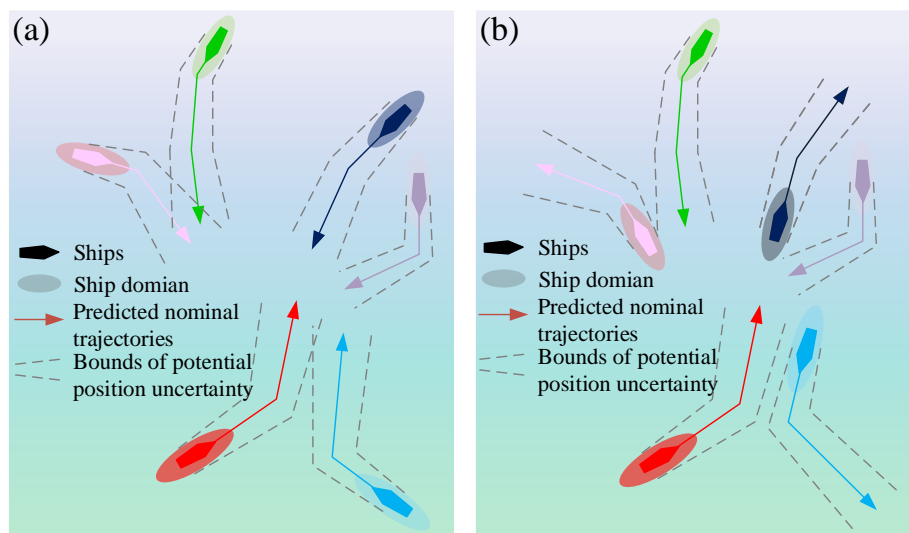 (a)
Ships
Ship domian
Predicted nominal
trajectories
Bounds of potential
position uncertainty
(b)
Ships
Ship domian
Predicted nominal
trajectories
Bounds of potential
position uncertainty